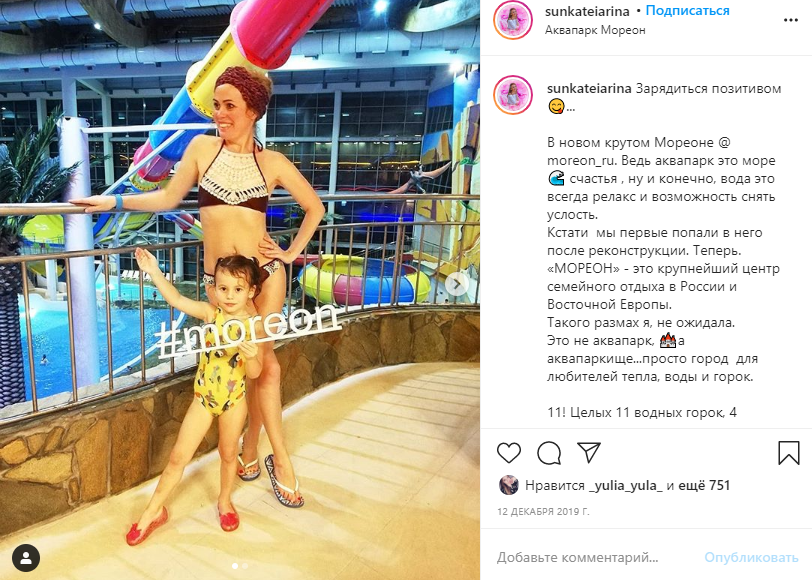 #moreon
sunkateiarina • Подписаться
Аквапарк Мореон
sunkateiarina Зарядиться позитивом
😋...
В новом крутом Мореоне @
moreon_ru. Ведь аквапарк это море
🌊 счастья , ну и конечно, вода это
всегда релакс и возможность снять
услость.
Кстати мы первые попали в него
после реконструкции. Теперь.
«МОРЕОН» - это крупнейший центр
семейного отдыха в России и
Восточной Европы.
Такого размах я, не ожидала.
Это не аквапарк, 🏰а
аквапаркище...просто город для
любителей тепла, воды и горок.
11! Целых 11 водных горок, 4
Нравится _yulia_yula_ и ещё 751
12 ДЕКАБРЯ 2019 Г.
Добавьте комментарий... Опубликовать